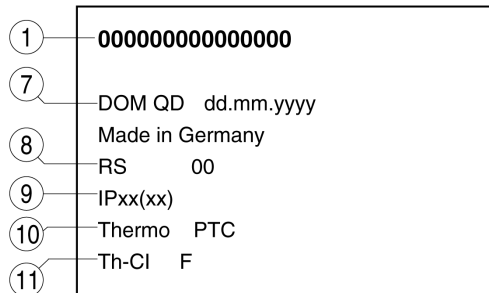 1 000000000000000
7 DOM QD dd.mm.yyyy
Made in Germany
8 RS 00
9 IPxx(xx)
10 Thermo PTC
11 Th-CI F